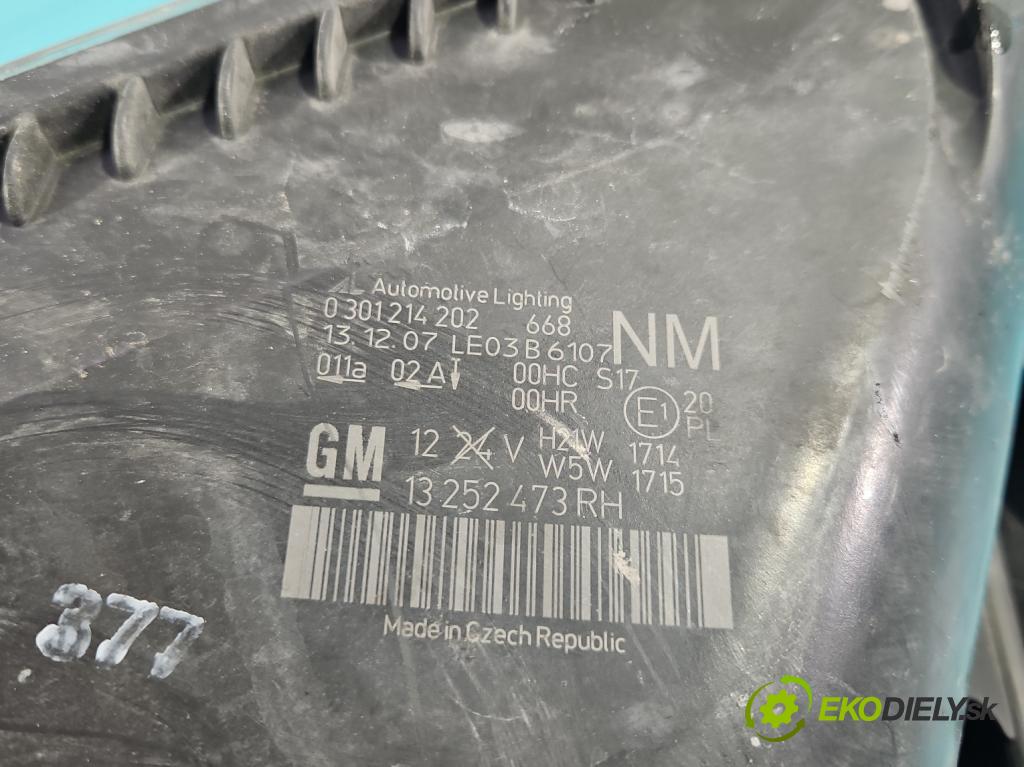 AL Automotive Lighting
0 301 214 202 668
13.12.07 LE03 B 6107 NM
011a 02A 00HC S17
00HR E1 20 PL
GM 12 24 V H21W 1714
W5W 1715
13 252 473 RH
Made in Czech Republic
377
EKODIELY.sk